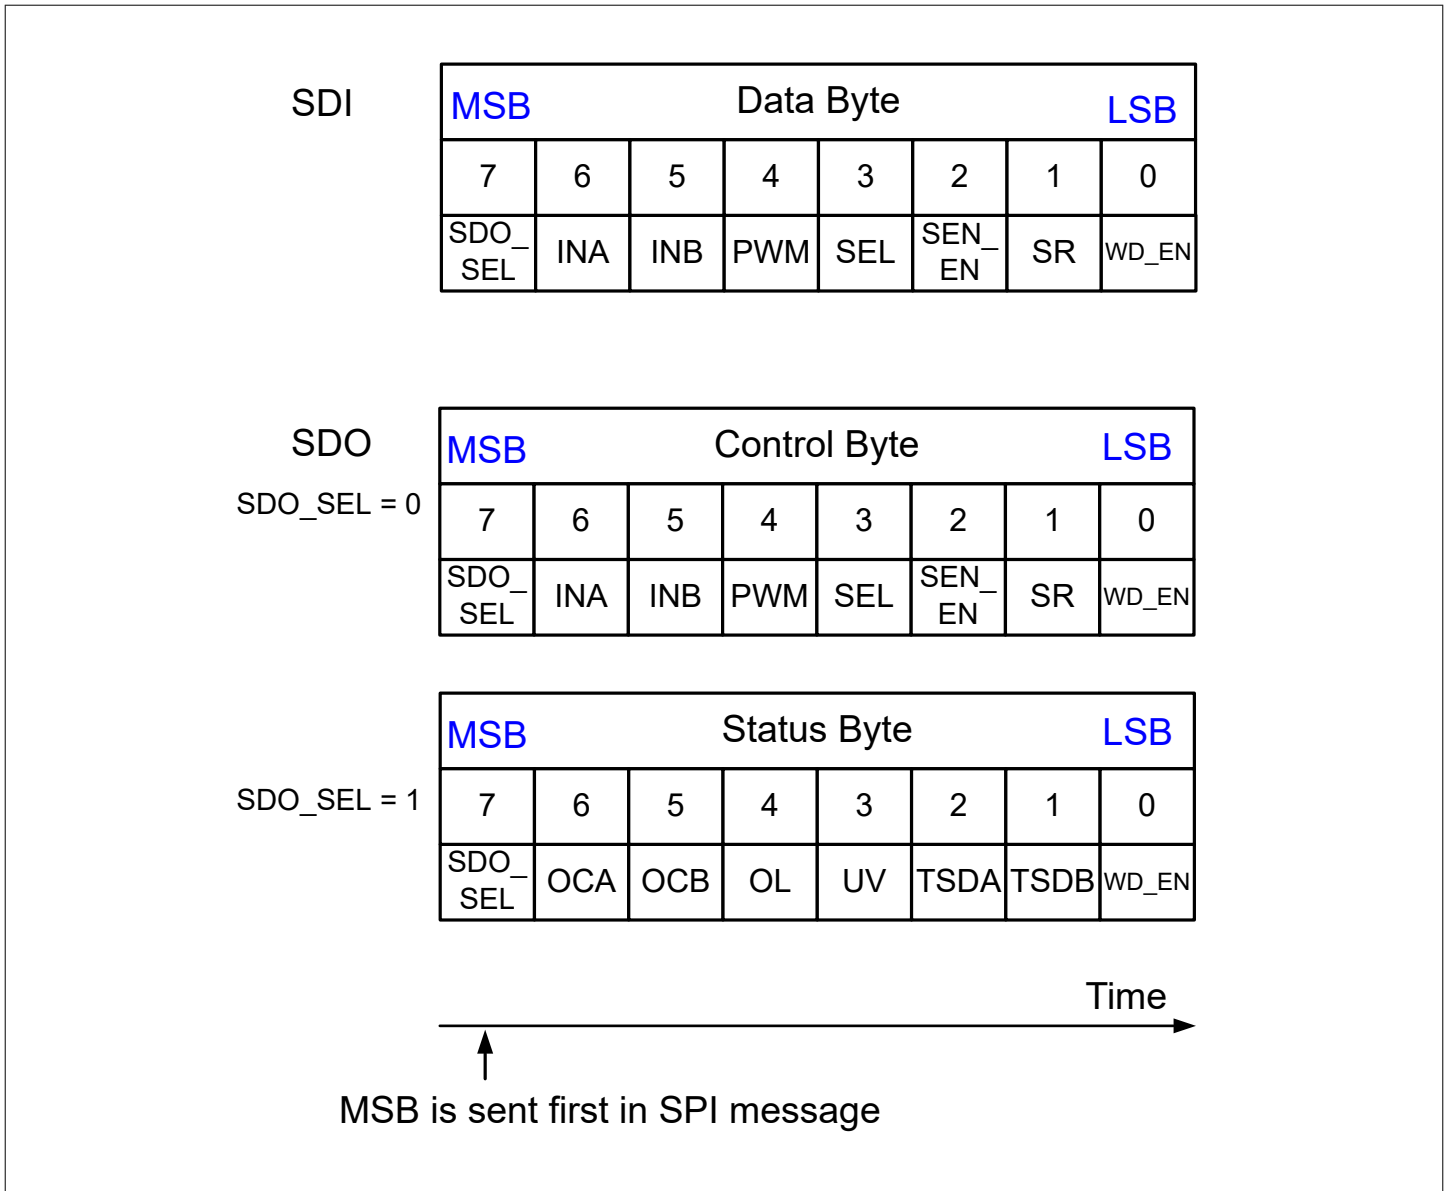 SDI
MSB Data Byte LSB
7 6 5 4 3 2 1 0
SDO_
SEL INA INB PWM SEL SEN_
EN SR WD_EN
SDO
MSB Control Byte LSB
SDO_SEL = 0
7 6 5 4 3 2 1 0
SDO_
SEL INA INB PWM SEL SEN_
EN SR WD_EN
MSB Status Byte LSB
SDO_SEL = 1
7 6 5 4 3 2 1 0
SDO_
SEL OCA OCB OL UV TSDA TSDB WD_EN
Time
MSB is sent first in SPI message